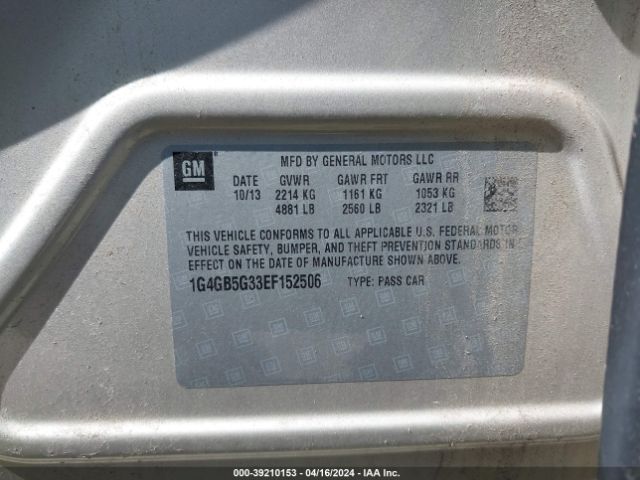 GM ®
MFD BY GENERAL MOTORS LLC
DATE GVWR GAWR FRT GAWR RR
10/13 2214 KG 1161 KG 1053 KG
4881 LB 2560 LB 2321 LB
THIS VEHICLE CONFORMS TO ALL APPLICABLE U.S. FEDERAL MOTOR
VEHICLE SAFETY, BUMPER, AND THEFT PREVENTION STANDARDS IN
EFFECT ON THE DATE OF MANUFACTURE SHOWN ABOVE.
1G4GB5G33EF152506 TYPE: PASS CAR
000-39210153 - 04/16/2024 - IAA Inc.